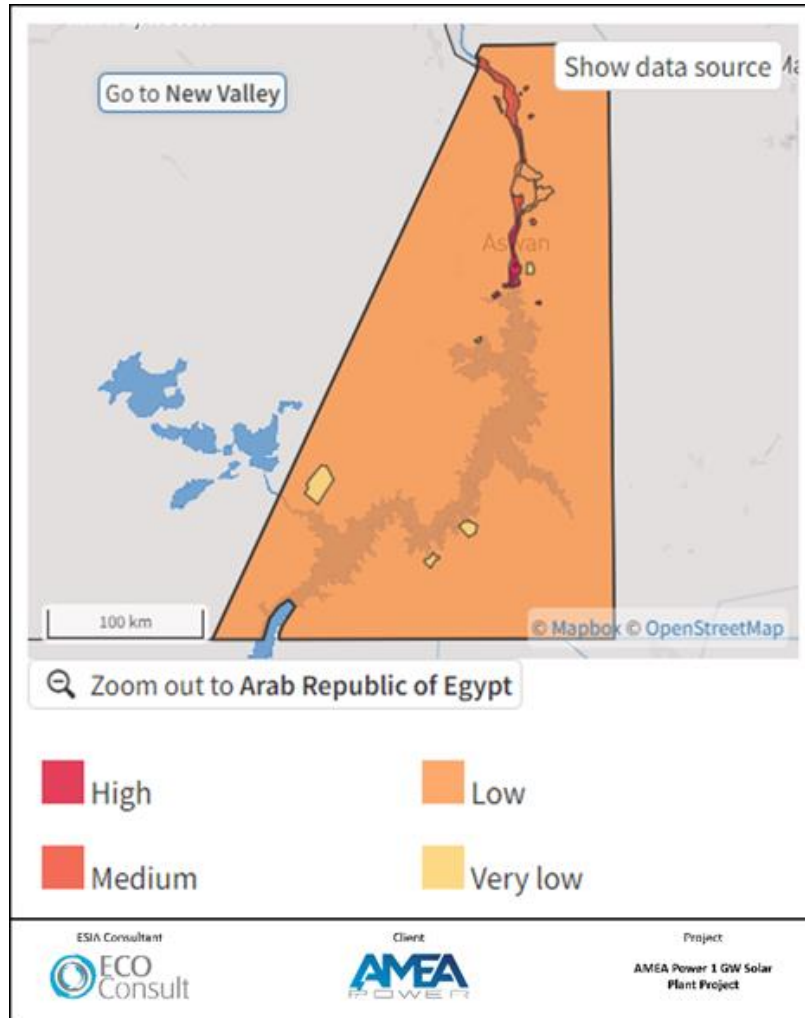 Go to New Valley
Show data source
Ma
Aswan
100 km
© Mapbox © OpenStreetMap
Zoom out to Arab Republic of Egypt
High
Low
Medium
Very low
ESIA Consultant
Client
Project
ECO
Consult
AMEA
POWER
AMEA Power 1 GW Solar
Plant Project